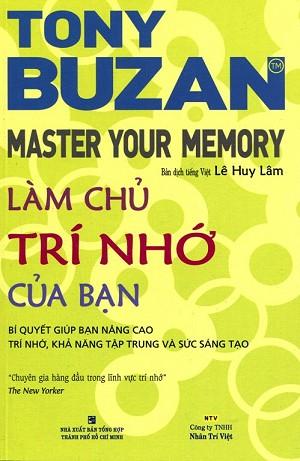 TONY
BUZAN™
MASTER YOUR MEMORY
Bản dịch tiếng Việt Lê Huy Lâm
LÀM CHỦ
TRÍ NHỚ
CỦA BẠN
BÍ QUYẾT GIÚP BẠN NÂNG CAO
TRÍ NHỚ, KHẢ NĂNG TẬP TRUNG VÀ SỨC SÁNG TẠO
"Chuyên gia hàng đầu trong lĩnh vực trí nhớ"
The New Yorker
NHÀ XUẤT BẢN TỔNG HỢP
THÀNH PHỐ HỒ CHÍ MINH
NTV
Công ty TNHH
Nhân Trí Việt